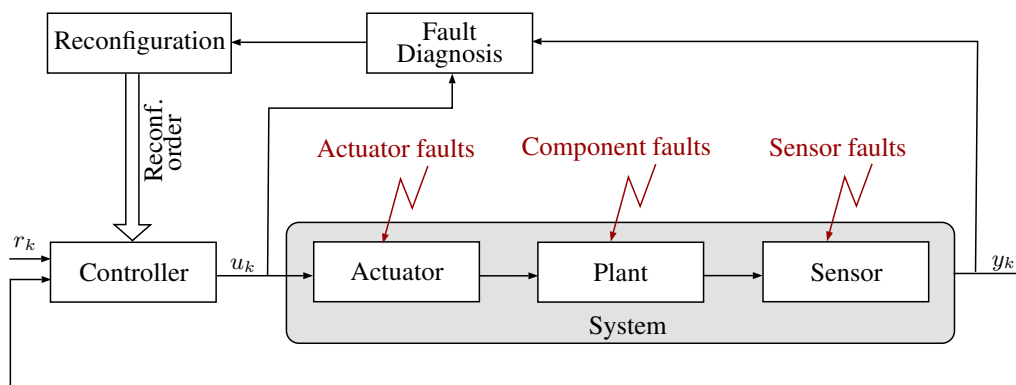 Reconfiguration
Fault
Diagnosis
Reconf.
order
Actuator faults
Component faults
Sensor faults
r_k
Controller
u_k
Actuator
Plant
Sensor
y_k
System